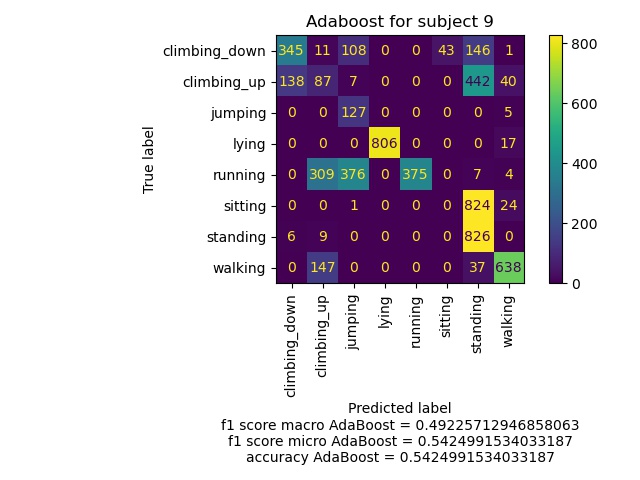 Adaboost for subject 9
climbing_down 345 11 108 0 0 43 146 1
climbing_up 138 87 7 0 0 0 442 40
jumping 0 0 127 0 0 0 0 5
lying 0 0 0 806 0 0 0 17
running 0 309 376 0 375 0 7 4
sitting 0 0 1 0 0 0 824 24
standing 6 9 0 0 0 0 826 0
walking 0 147 0 0 0 0 37 638
True label
climbing_down climbing_up jumping lying running sitting standing walking
800
600
400
200
0
Predicted label
f1 score macro AdaBoost = 0.49225712946858063
f1 score micro AdaBoost = 0.5424991534033187
accuracy AdaBoost = 0.5424991534033187